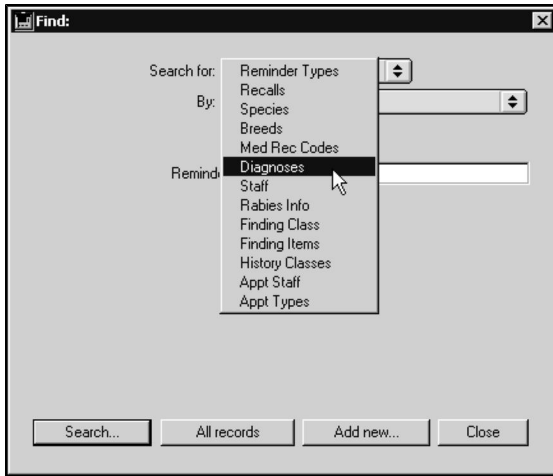 Find:
Search for: Reminder Types
Recalls
By: Species
Breeds
Med Rec Codes
Remind Diagnoses
Staff
Rabies Info
Finding Class
Finding Items
History Classes
Appt Staff
Appt Types
Search... All records Add new... Close